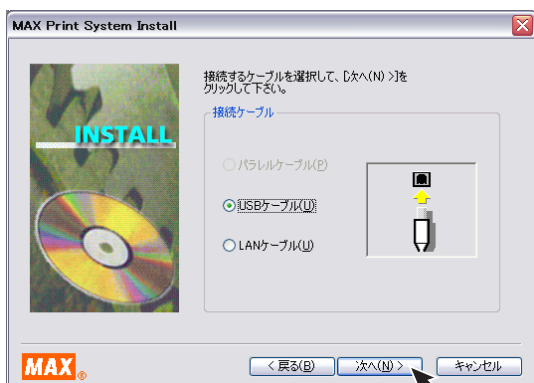 MAX Print System Install
接続するケーブルを選択して、[次へ(N) >]を
クリックして下さい。
接続ケーブル
INSTALL
パラレルケーブル(P)
USBケーブル(U)
LANケーブル(U)
MAX®
< 戻る(B)
次へ(N) >
キャンセル